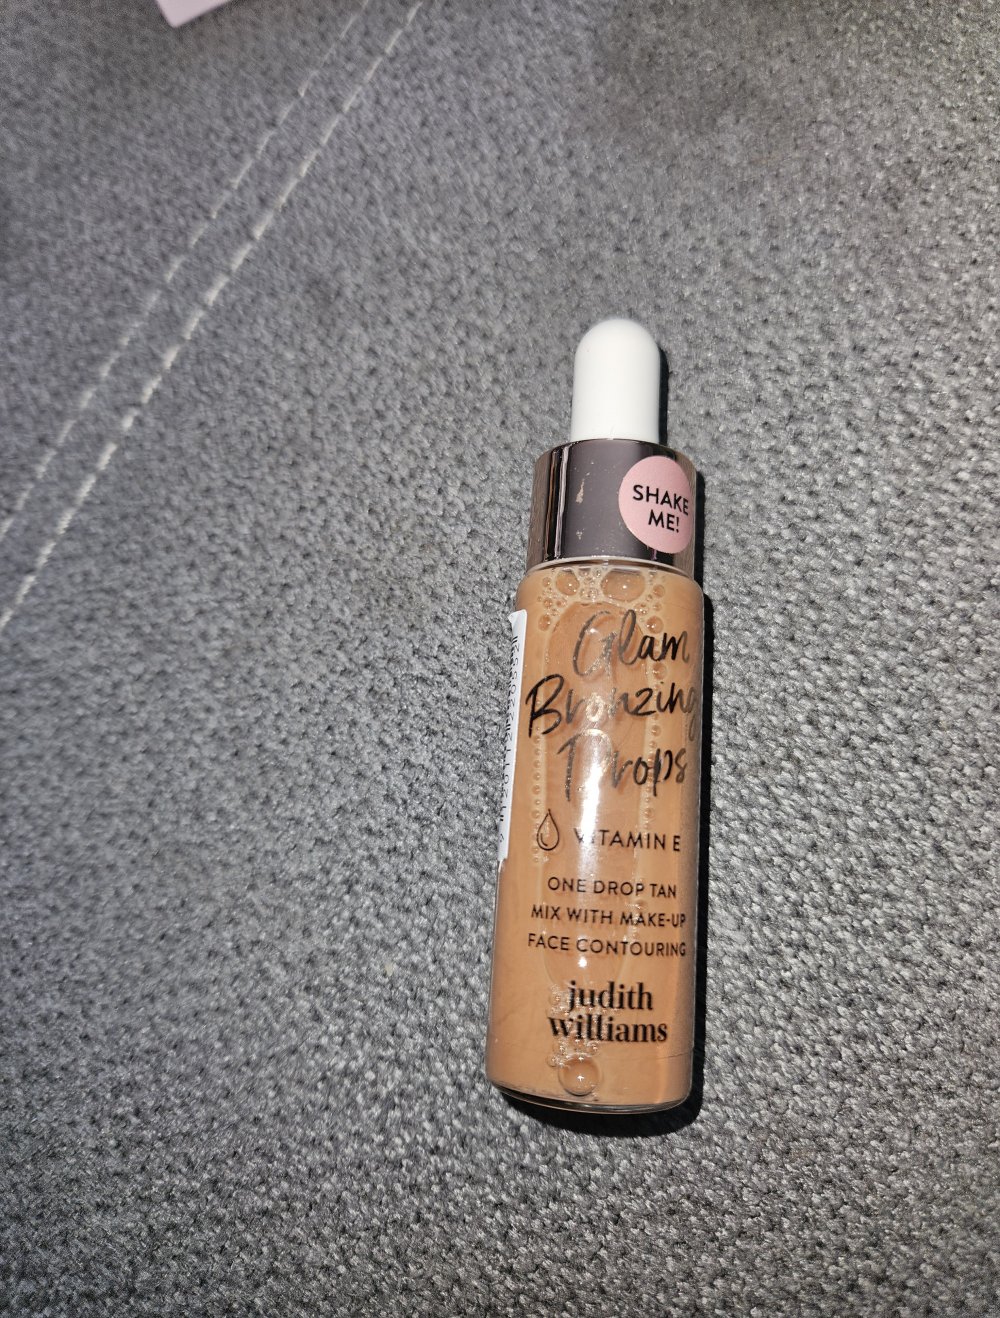 SHAKE
ME!
Glam
Bronzing
Drops
VITAMIN E
ONE DROP TAN
MIX WITH MAKE-UP
FACE CONTOURING
judith
williams